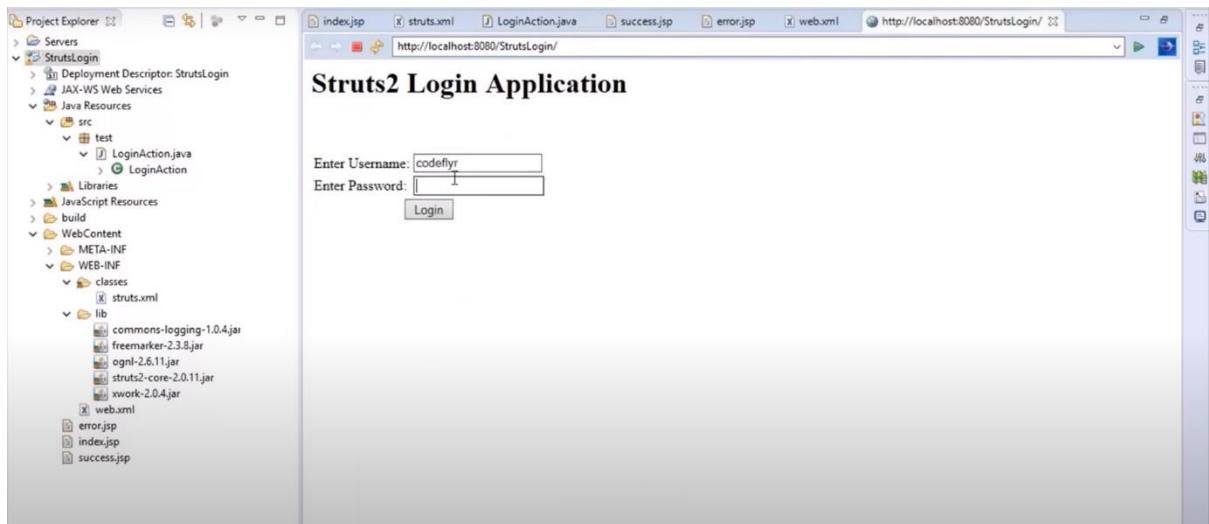 Project Explorer
index.jsp struts.xml LoginAction.java success.jsp error.jsp web.xml http://localhost:8080/StrutsLogin/
http://localhost:8080/StrutsLogin/
Servers
StrutsLogin
Deployment Descriptor: StrutsLogin
JAX-WS Web Services
Java Resources
src
test
LoginAction.java
LoginAction
Libraries
JavaScript Resources
build
WebContent
META-INF
WEB-INF
classes
struts.xml
lib
commons-logging-1.0.4.jar
freemarker-2.3.8.jar
ognl-2.6.11.jar
struts2-core-2.0.11.jar
xwork-2.0.4.jar
web.xml
error.jsp
index.jsp
success.jsp
Struts2 Login Application
Enter Username: codeflyr
Enter Password:
Login